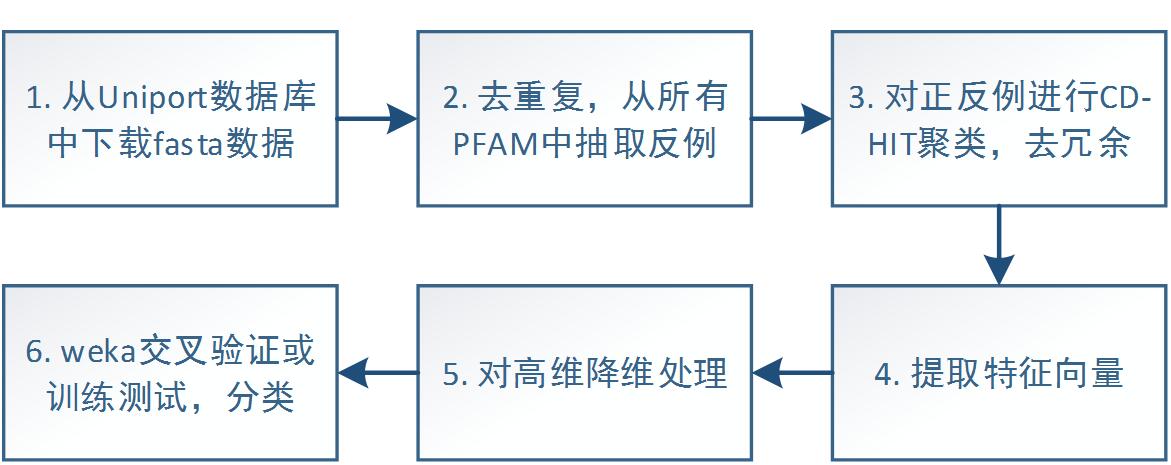 1. 从Uniport数据库
中下载fasta数据
2. 去重复，从所有
PFAM中抽取反例
3. 对正反例进行CD-
HIT聚类，去冗余
4. 提取特征向量
5. 对高维降维处理
6. weka交叉验证或
训练测试，分类